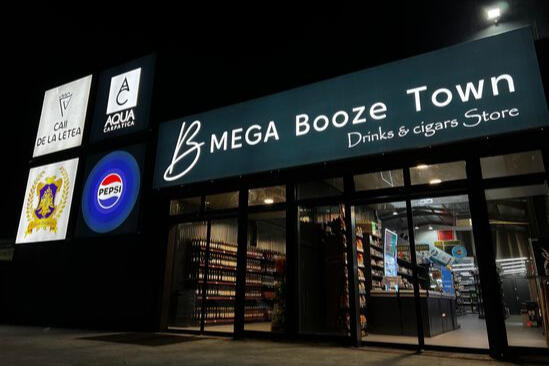 CAII
DE LA LETEA
AC
AQUA
CARPATICA
PEPSI
B MEGA Booze Town
Drinks & cigars Store